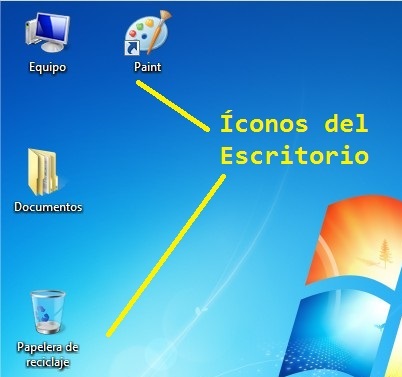 Equipo
Paint
Íconos del
Escritorio
Documentos
Papelera de
reciclaje